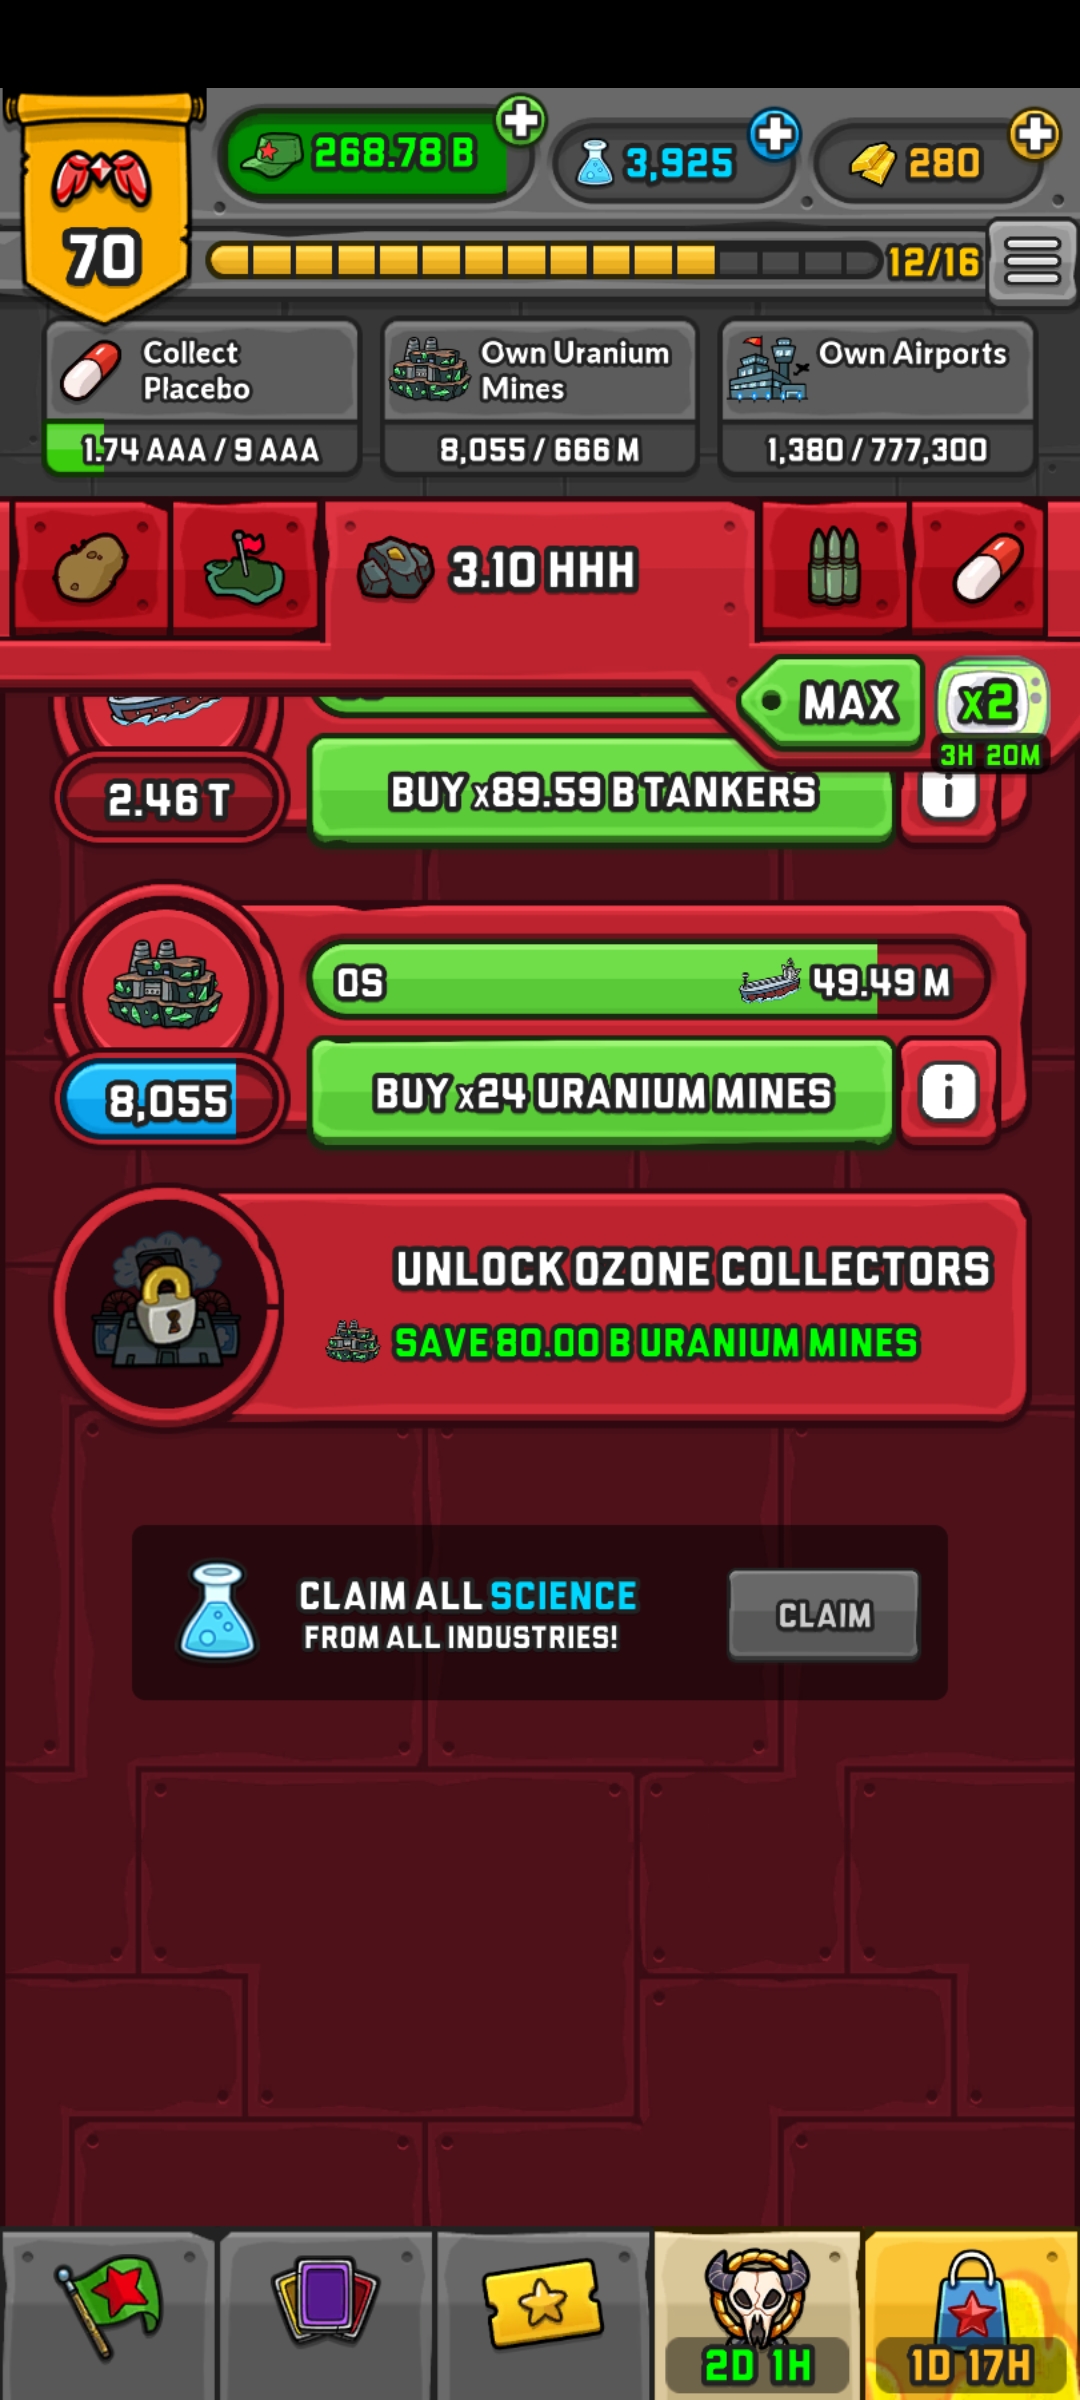 268.78 B
3,925
280
70
12/16
Collect
Placebo
1.74 AAA / 9 AAA
Own Uranium
Mines
8,055 / 666 M
Own Airports
1,380 / 777,300
3.10 HHH
MAX
x2
3H 20M
2.46 T
BUY x89.59 B TANKERS
i
0S
49.49 M
8,055
BUY x24 URANIUM MINES
i
UNLOCK OZONE COLLECTORS
SAVE 80.00 B URANIUM MINES
CLAIM ALL SCIENCE
FROM ALL INDUSTRIES!
CLAIM
2D 1H
1D 17H